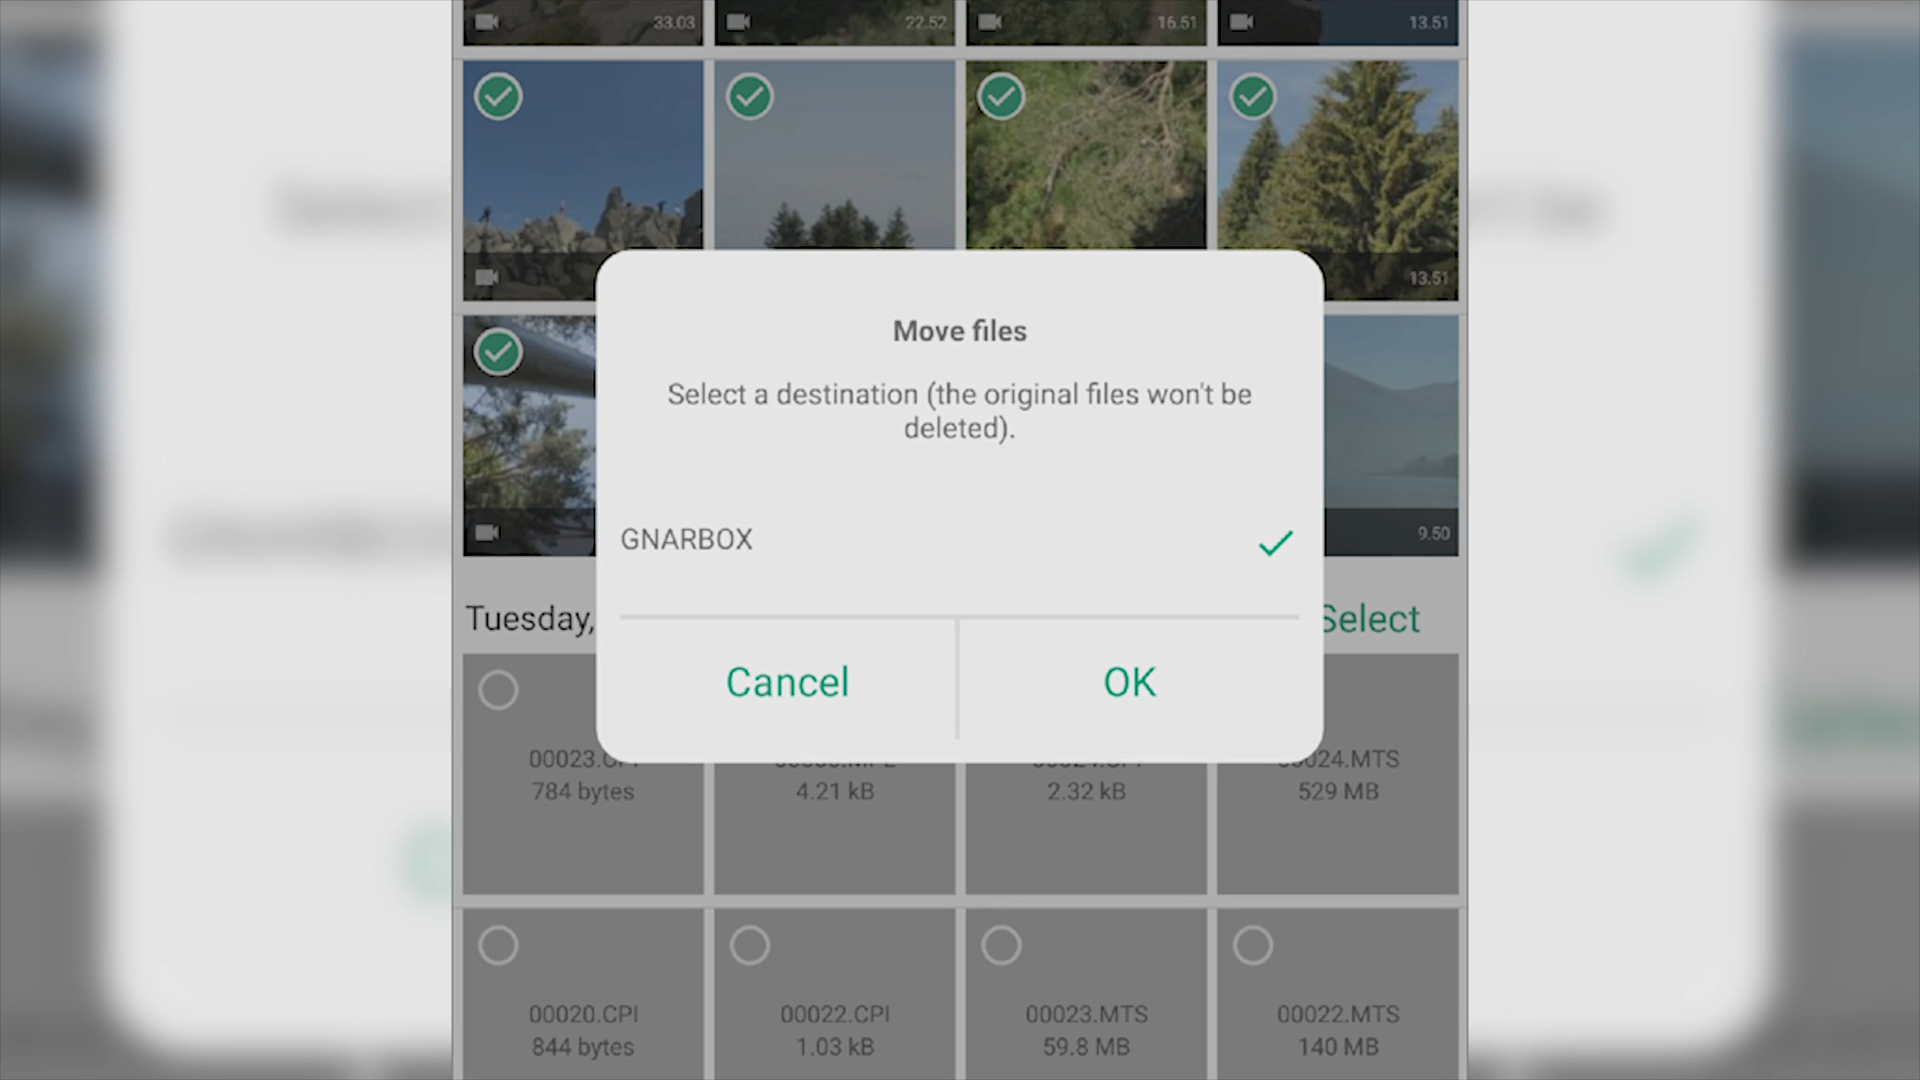 33.03 22.52 16.51 13.51
13.51
Move files
Select a destination (the original files won't be
deleted).
GNARBOX
9.50
Tuesday, Select
Cancel OK
024.MTS
784 bytes 4.21 kB 2.32 kB 529 MB
00020.CPI 00022.CPI 00023.MTS 00022.MTS
844 bytes 1.03 kB 59.8 MB 140 MB